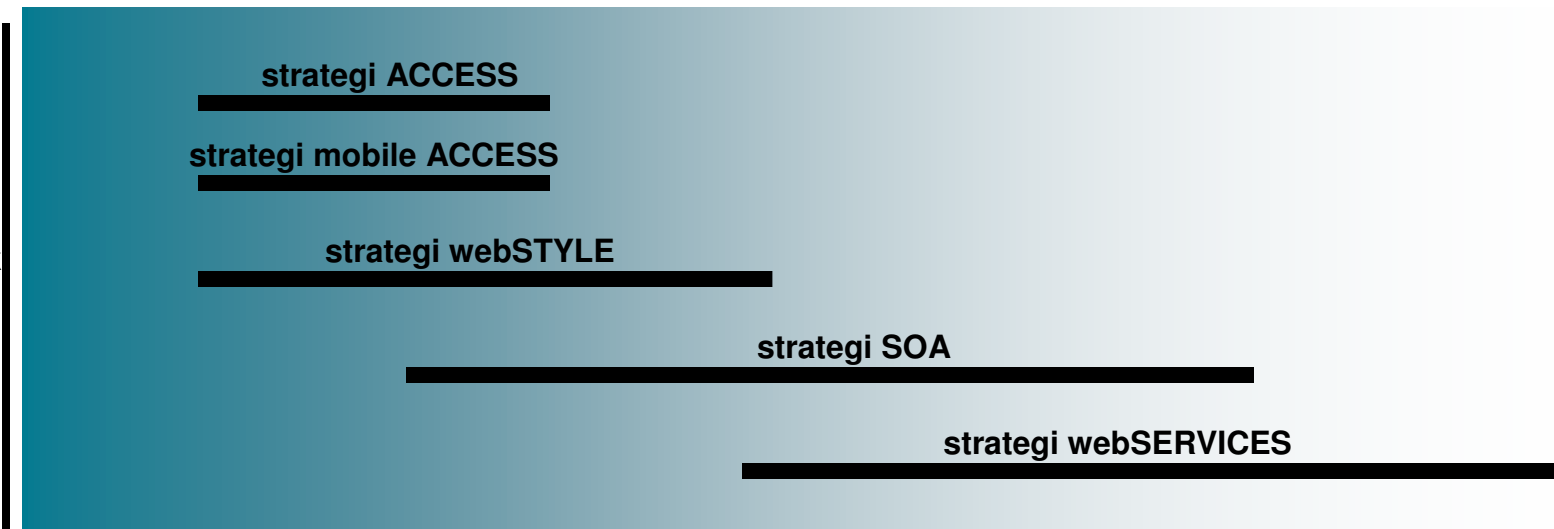 strategi ACCESS
strategi mobile ACCESS
strategi webSTYLE
strategi SOA
strategi webSERVICES